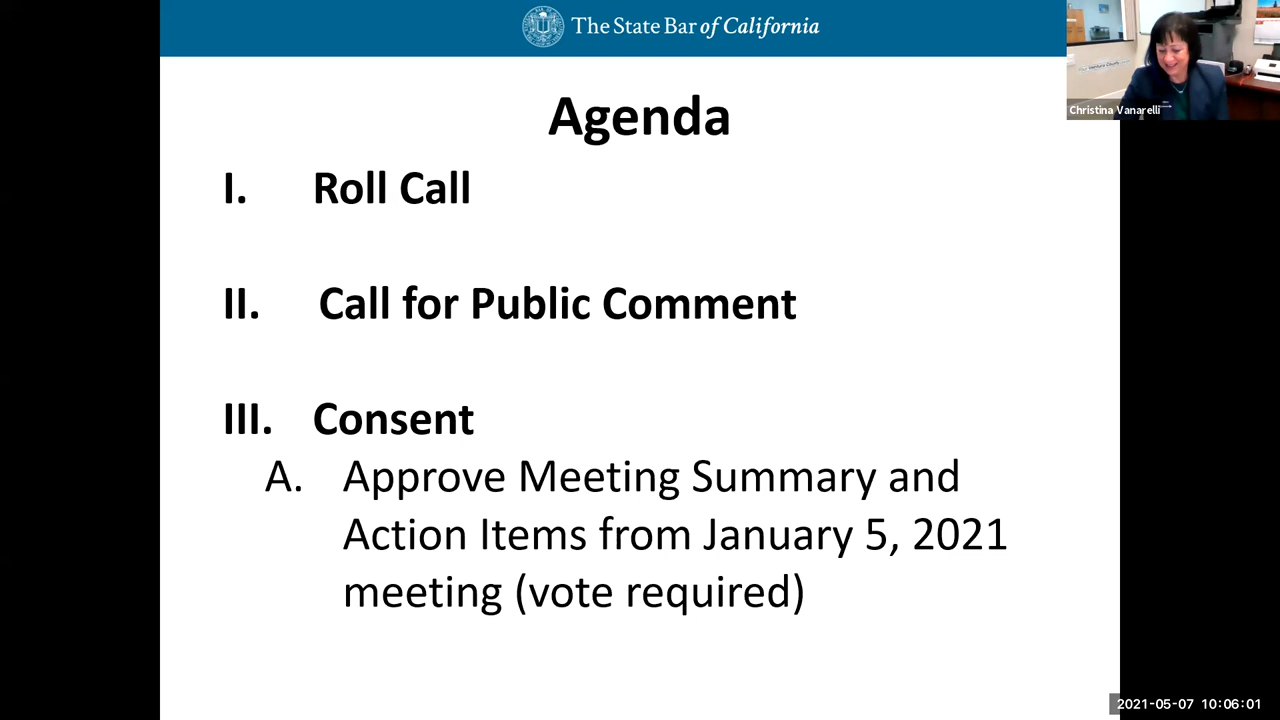 The State Bar of California
Agenda
I. Roll Call
II. Call for Public Comment
III. Consent
A. Approve Meeting Summary and
Action Items from January 5, 2021
meeting (vote required)
Christina Vanarelli
2021-05-07 10:06:01